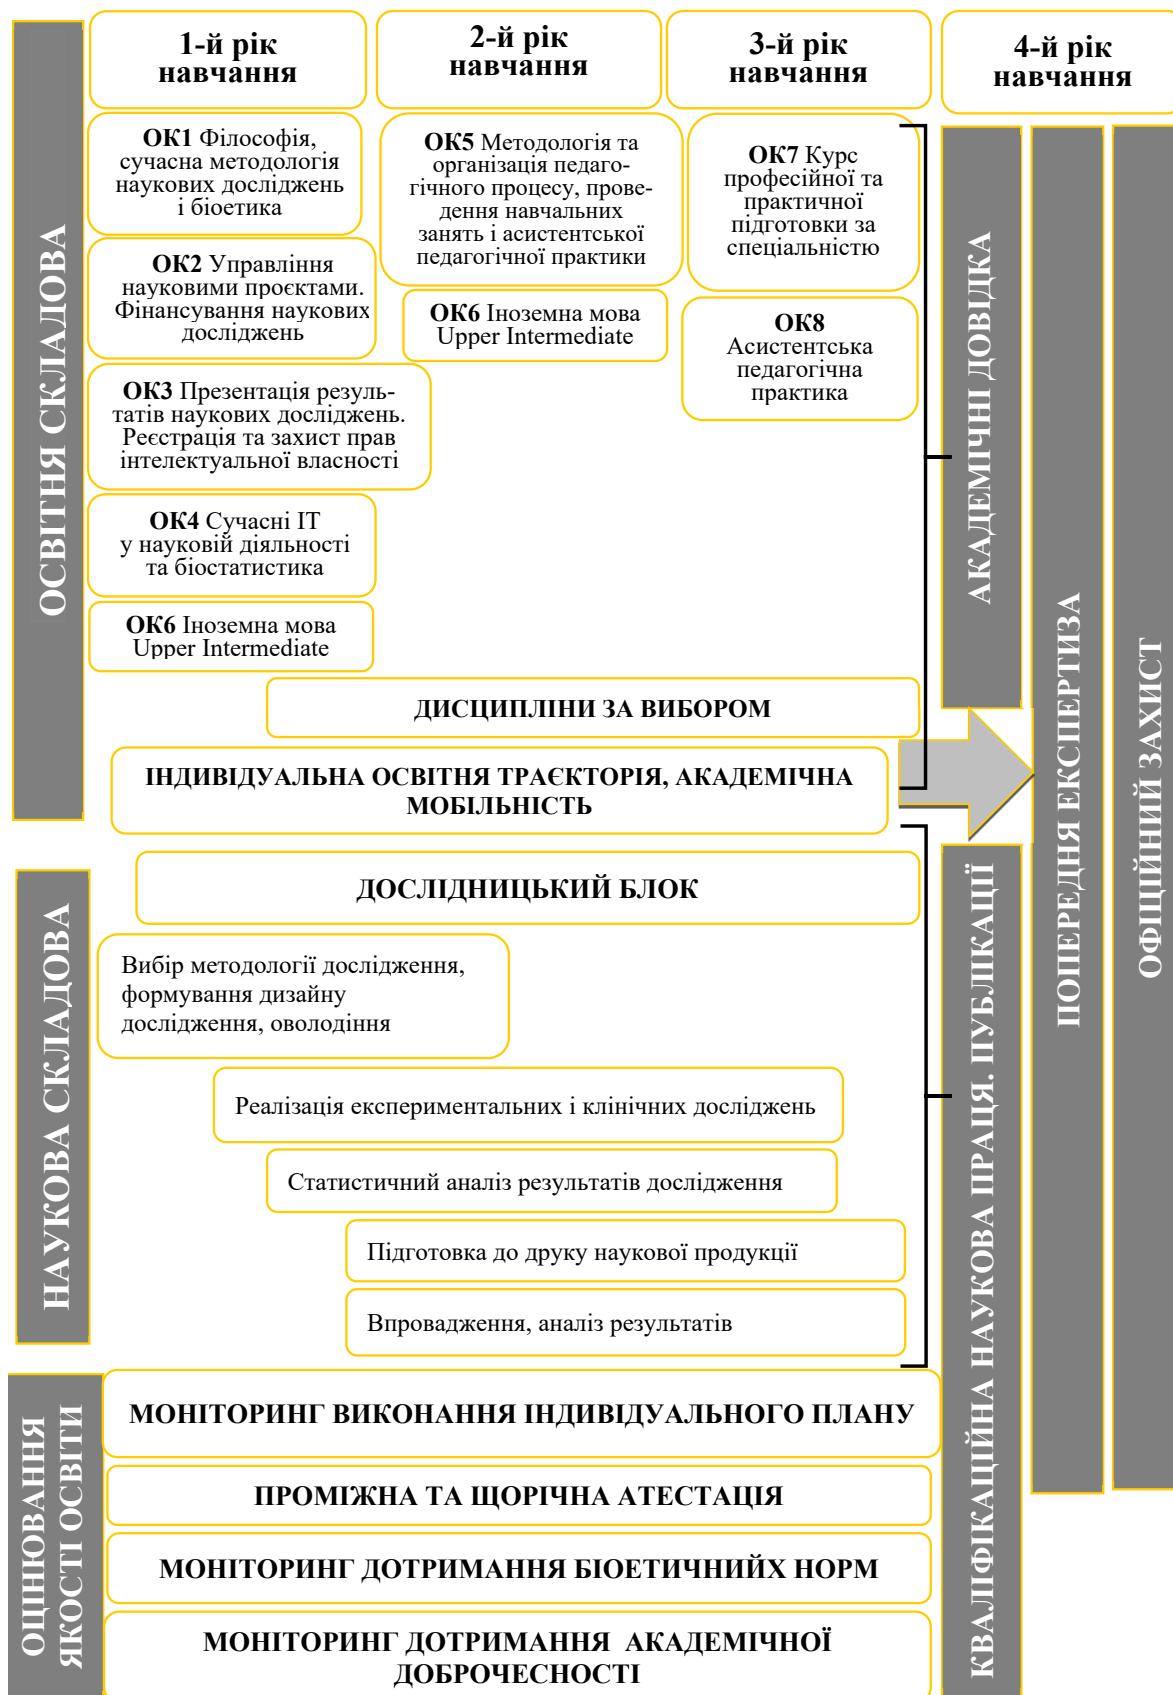 1-й рік
навчання
2-й рік
навчання
3-й рік
навчання
4-й рік
навчання
ОСВІТНЯ СКЛАДОВА
ОК1 Філософія,
сучасна методологія
наукових досліджень
і біоетика
ОК2 Управління
науковими проєктами.
Фінансування наукових
досліджень
ОК3 Презентація резуль-
татів наукових досліджень.
Реєстрація та захист прав
інтелектуальної власності
ОК4 Сучасні ІТ
у науковій діяльності
та біостатистика
ОК6 Іноземна мова
Upper Intermediate
ОК5 Методологія та
організація педаго-
гічного процесу, прове-
дення навчальних
занять і асистентської
педагогічної практики
ОК6 Іноземна мова
Upper Intermediate
ОК7 Курс
професійної та
практичної
підготовки за
спеціальністю
ОК8
Асистентська
педагогічна
практика
ДИСЦИПЛІНИ ЗА ВИБОРОМ
ІНДИВІДУАЛЬНА ОСВІТНЯ ТРАЄКТОРІЯ, АКАДЕМІЧНА
МОБІЛЬНІСТЬ
АКАДЕМІЧНІ ДОВІДКА
ПОПЕРЕДНЯ ЕКСПЕРТИЗА
ОФІЦІЙНИЙ ЗАХИСТ
НАУКОВА СКЛАДОВА
ДОСЛІДНИЦЬКИЙ БЛОК
Вибір методології дослідження,
формування дизайну
дослідження, оволодіння
Реалізація експериментальних і клінічних досліджень
Статистичний аналіз результатів дослідження
Підготовка до друку наукової продукції
Впровадження, аналіз результатів
КВАЛІФІКАЦІЙНА НАУКОВА ПРАЦЯ. ПУБЛІКАЦІЇ
ОЦІНЮВАННЯ
ЯКОСТІ ОСВІТИ
МОНІТОРИНГ ВИКОНАННЯ ІНДИВІДУАЛЬНОГО ПЛАНУ
ПРОМІЖНА ТА ЩОРІЧНА АТЕСТАЦІЯ
МОНІТОРИНГ ДОТРИМАННЯ БІОЕТИЧНИЙХ НОРМ
МОНІТОРИНГ ДОТРИМАННЯ АКАДЕМІЧНОЇ
ДОБРОЧЕСНОСТІ